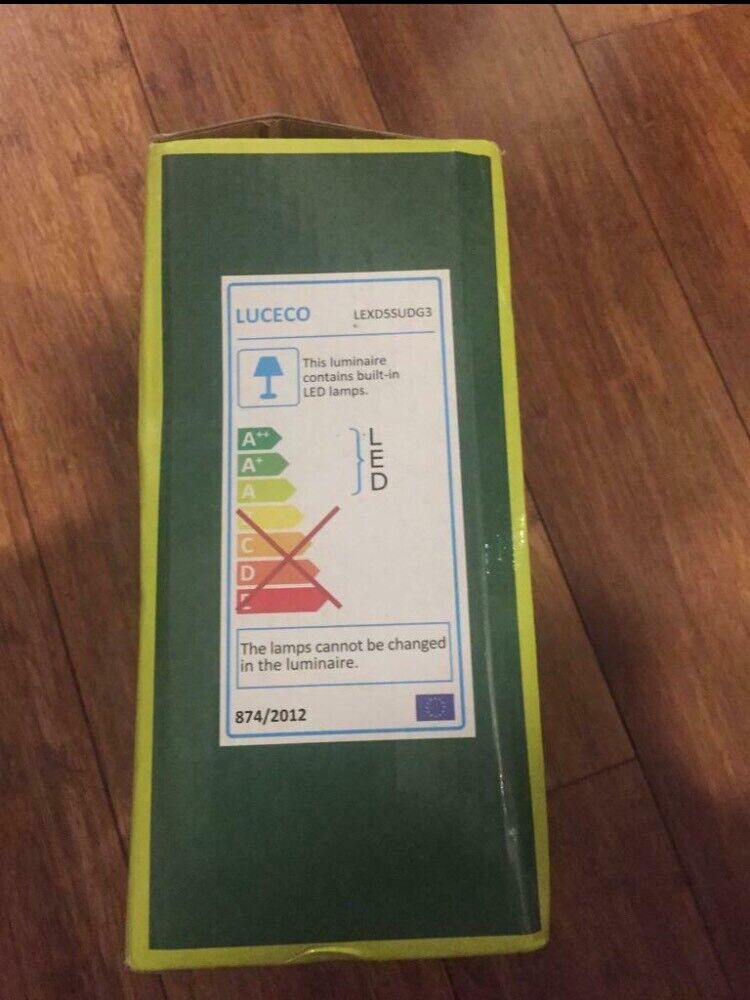 LUCECO LEXD5SUDG3
This luminaire
contains built-in
LED lamps.
A++
A+
A
C
D
E
L
E
D
The lamps cannot be changed
in the luminaire.
874/2012